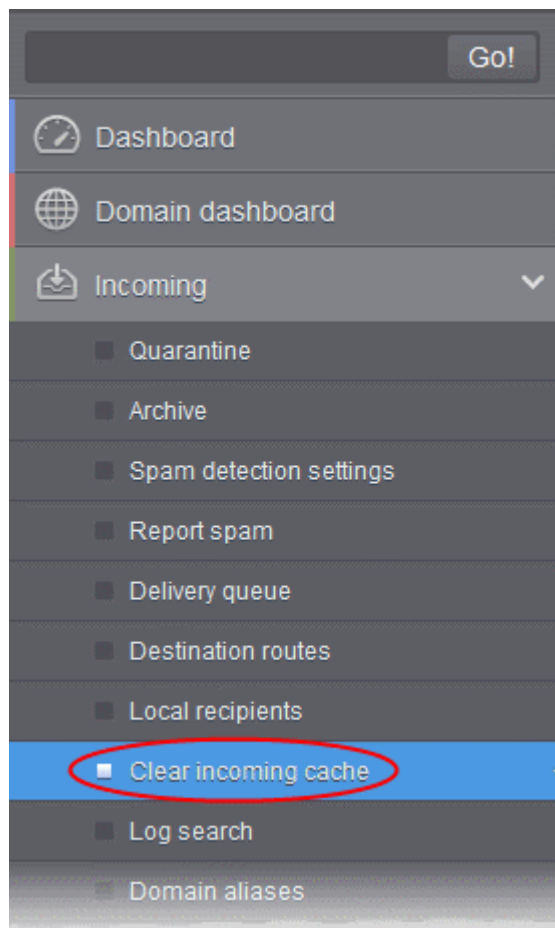 Go!
Dashboard
Domain dashboard
Incoming
Quarantine
Archive
Spam detection settings
Report spam
Delivery queue
Destination routes
Local recipients
Clear incoming cache
Log search
Domain aliases